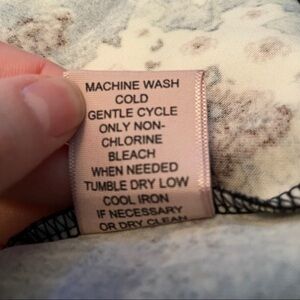 MACHINE WASH
COLD
GENTLE CYCLE
ONLY NON-
CHLORINE
BLEACH
WHEN NEEDED
TUMBLE DRY LOW
COOL IRON
IF NECESSARY
OR DRY CLEAN